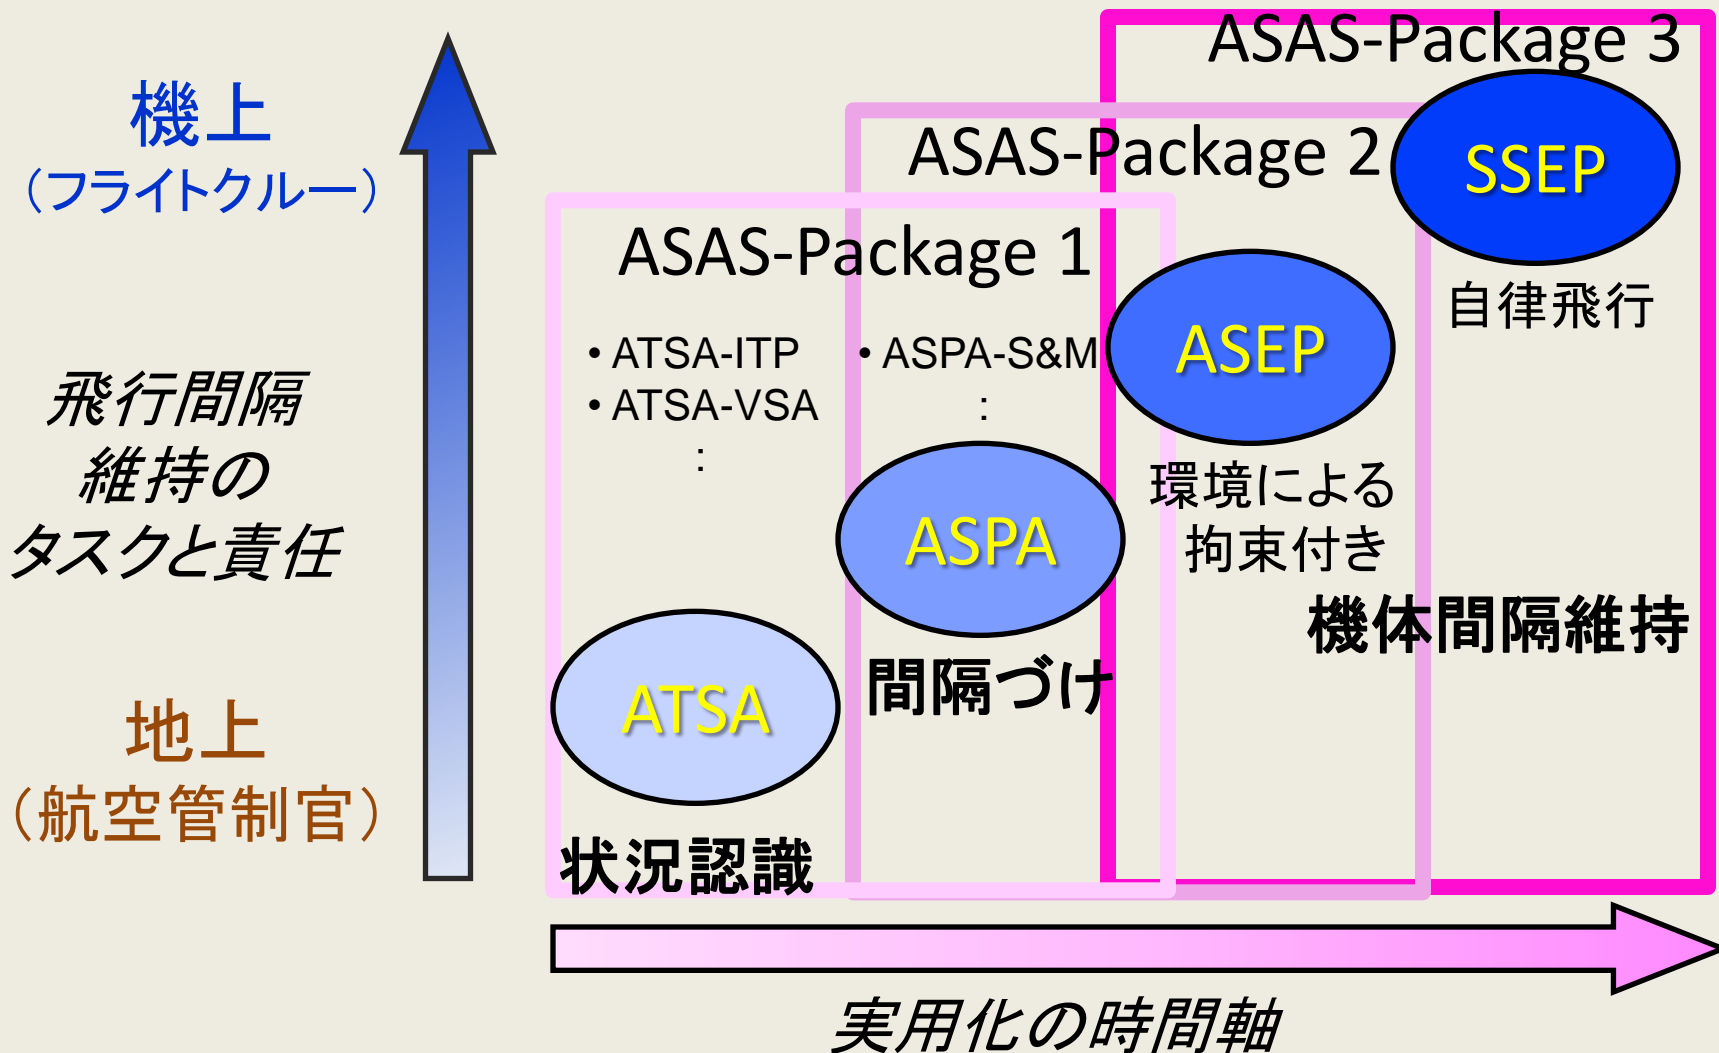 機上
（フライトクルー）
飛行間隔
維持の
タスクと責任
地上
（航空管制官）
ASAS-Package 1
• ATSA-ITP
• ATSA-VSA
:
ATSA
状況認識
ASAS-Package 2
• ASPA-S&M
:
ASPA
間隔づけ
ASAS-Package 3
ASEP
環境による
拘束付き
SSEP
自律飛行
機体間隔維持
実用化の時間軸